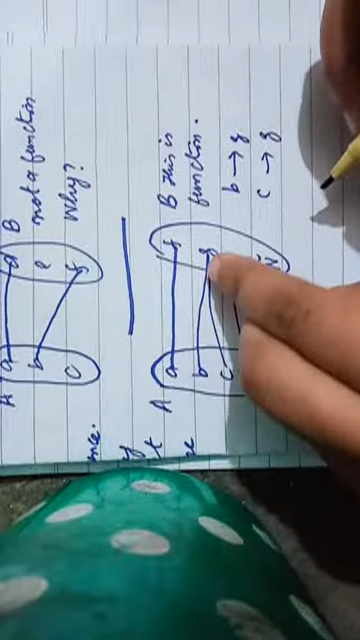 A a d B
b e not a function
c g Why?
A a f B This is
b g function.
c b → g
c → g